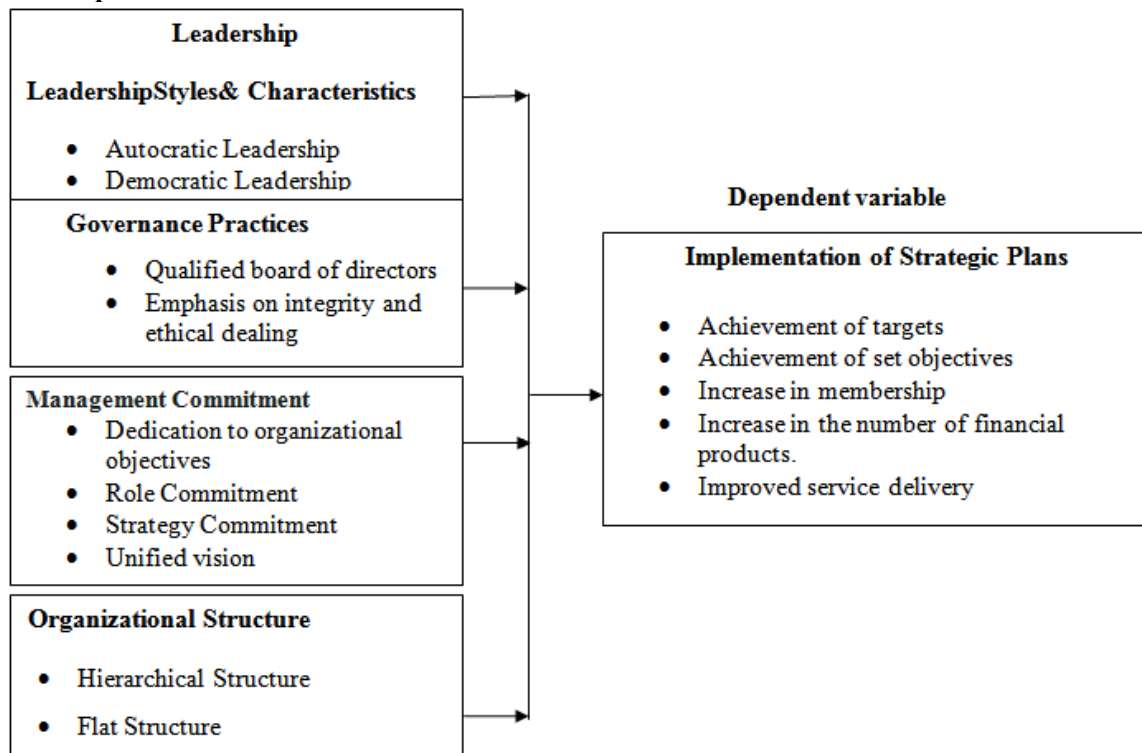 Leadership
LeadershipStyles& Characteristics
• Autocratic Leadership
• Democratic Leadership
Governance Practices
• Qualified board of directors
• Emphasis on integrity and
ethical dealing
Management Commitment
• Dedication to organizational
objectives
• Role Commitment
• Strategy Commitment
• Unified vision
Organizational Structure
• Hierarchical Structure
• Flat Structure
Dependent variable
Implementation of Strategic Plans
• Achievement of targets
• Achievement of set objectives
• Increase in membership
• Increase in the number of financial
products.
• Improved service delivery